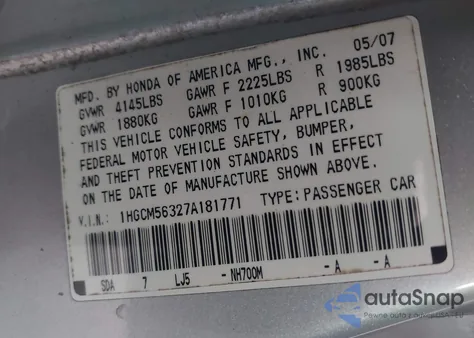 MFD. BY HONDA OF AMERICA MFG., INC. 05/07
GVWR 4145LBS GAWR F 2225LBS R 1985LBS
GVWR 1880KG GAWR F 1010KG R 900KG
THIS VEHICLE CONFORMS TO ALL APPLICABLE
FEDERAL MOTOR VEHICLE SAFETY, BUMPER,
AND THEFT PREVENTION STANDARDS IN EFFECT
ON THE DATE OF MANUFACTURE SHOWN ABOVE.
V.I.N.: 1HGCM56327A181771 TYPE:PASSENGER CAR
SDA 7 LJ5 - NH700M - A - A
autoSnap